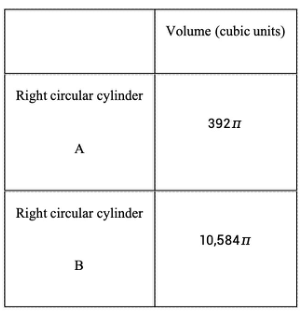 Volume (cubic units)
Right circular cylinder
A
392π
Right circular cylinder
B
10,584π